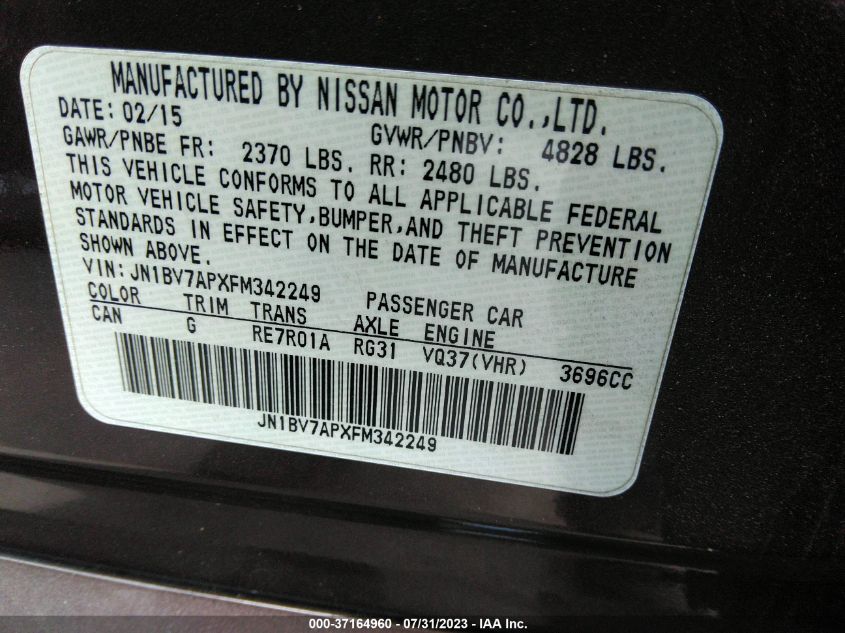 MANUFACTURED BY NISSAN MOTOR CO.,LTD.
DATE: 02/15
GAWR/PNBE FR: 2370 LBS. RR: 2480 LBS. GVWR/PNBV: 4828 LBS.
THIS VEHICLE CONFORMS TO ALL APPLICABLE FEDERAL
MOTOR VEHICLE SAFETY,BUMPER,AND THEFT PREVENTION
STANDARDS IN EFFECT ON THE DATE OF MANUFACTURE
SHOWN ABOVE.
VIN:JN1BV7APXFM342249 PASSENGER CAR
COLOR TRIM TRANS AXLE ENGINE
CAN G RE7R01A RG31 VQ37(VHR) 3696CC
JN1BV7APXFM342249
000-37164960 - 07/31/2023 - © IAA Inc.